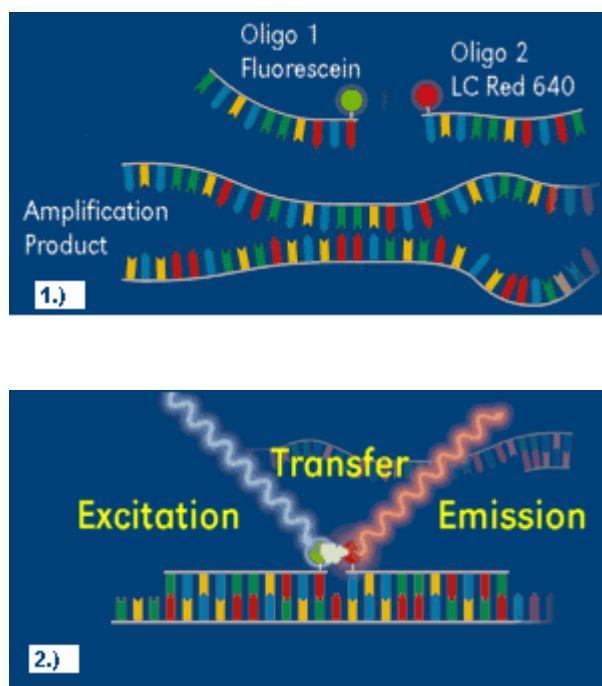 Oligo 1
Fluorescein
Oligo 2
LC Red 640
Amplification
Product
1.)
Transfer
Excitation
Emission
2.)